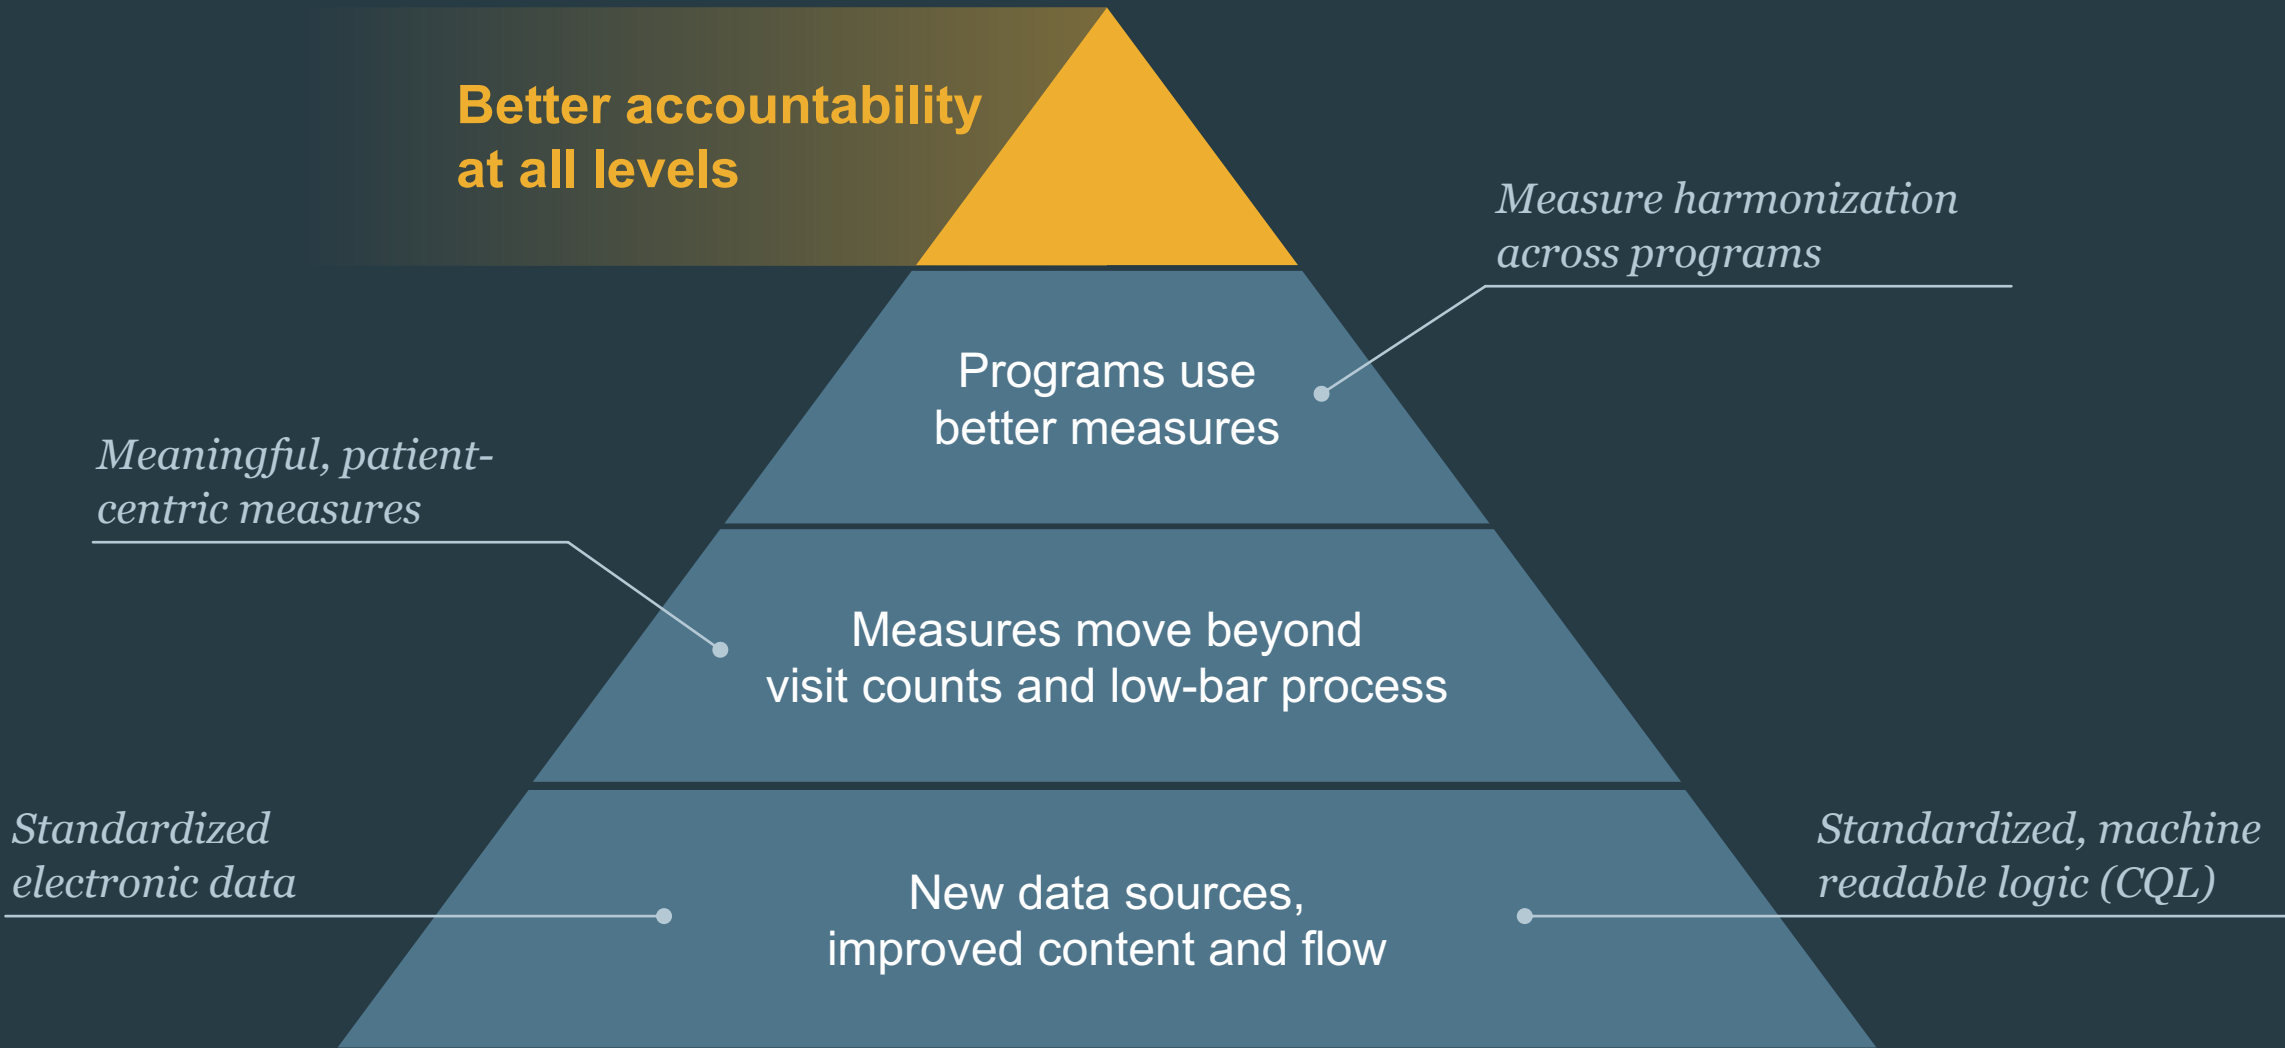 Better accountability
at all levels
Measure harmonization
across programs
Programs use
better measures
Meaningful, patient-
centric measures
Measures move beyond
visit counts and low-bar process
Standardized
electronic data
New data sources,
improved content and flow
Standardized, machine
readable logic (CQL)